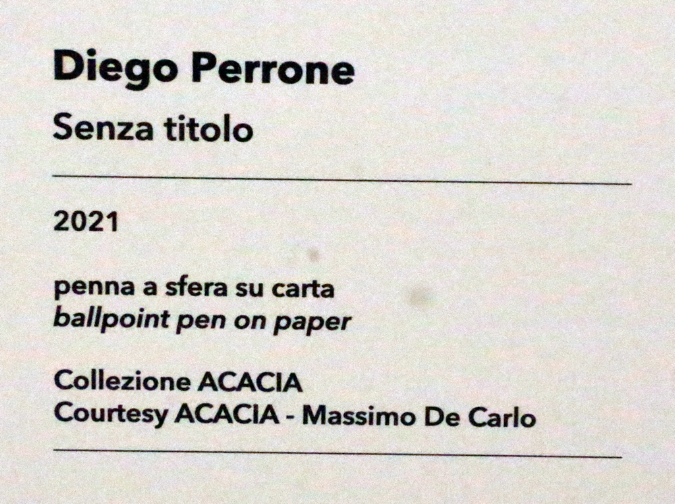 Diego Perrone
Senza titolo
2021
penna a sfera su carta
ballpoint pen on paper
Collezione ACACIA
Courtesy ACACIA - Massimo De Carlo